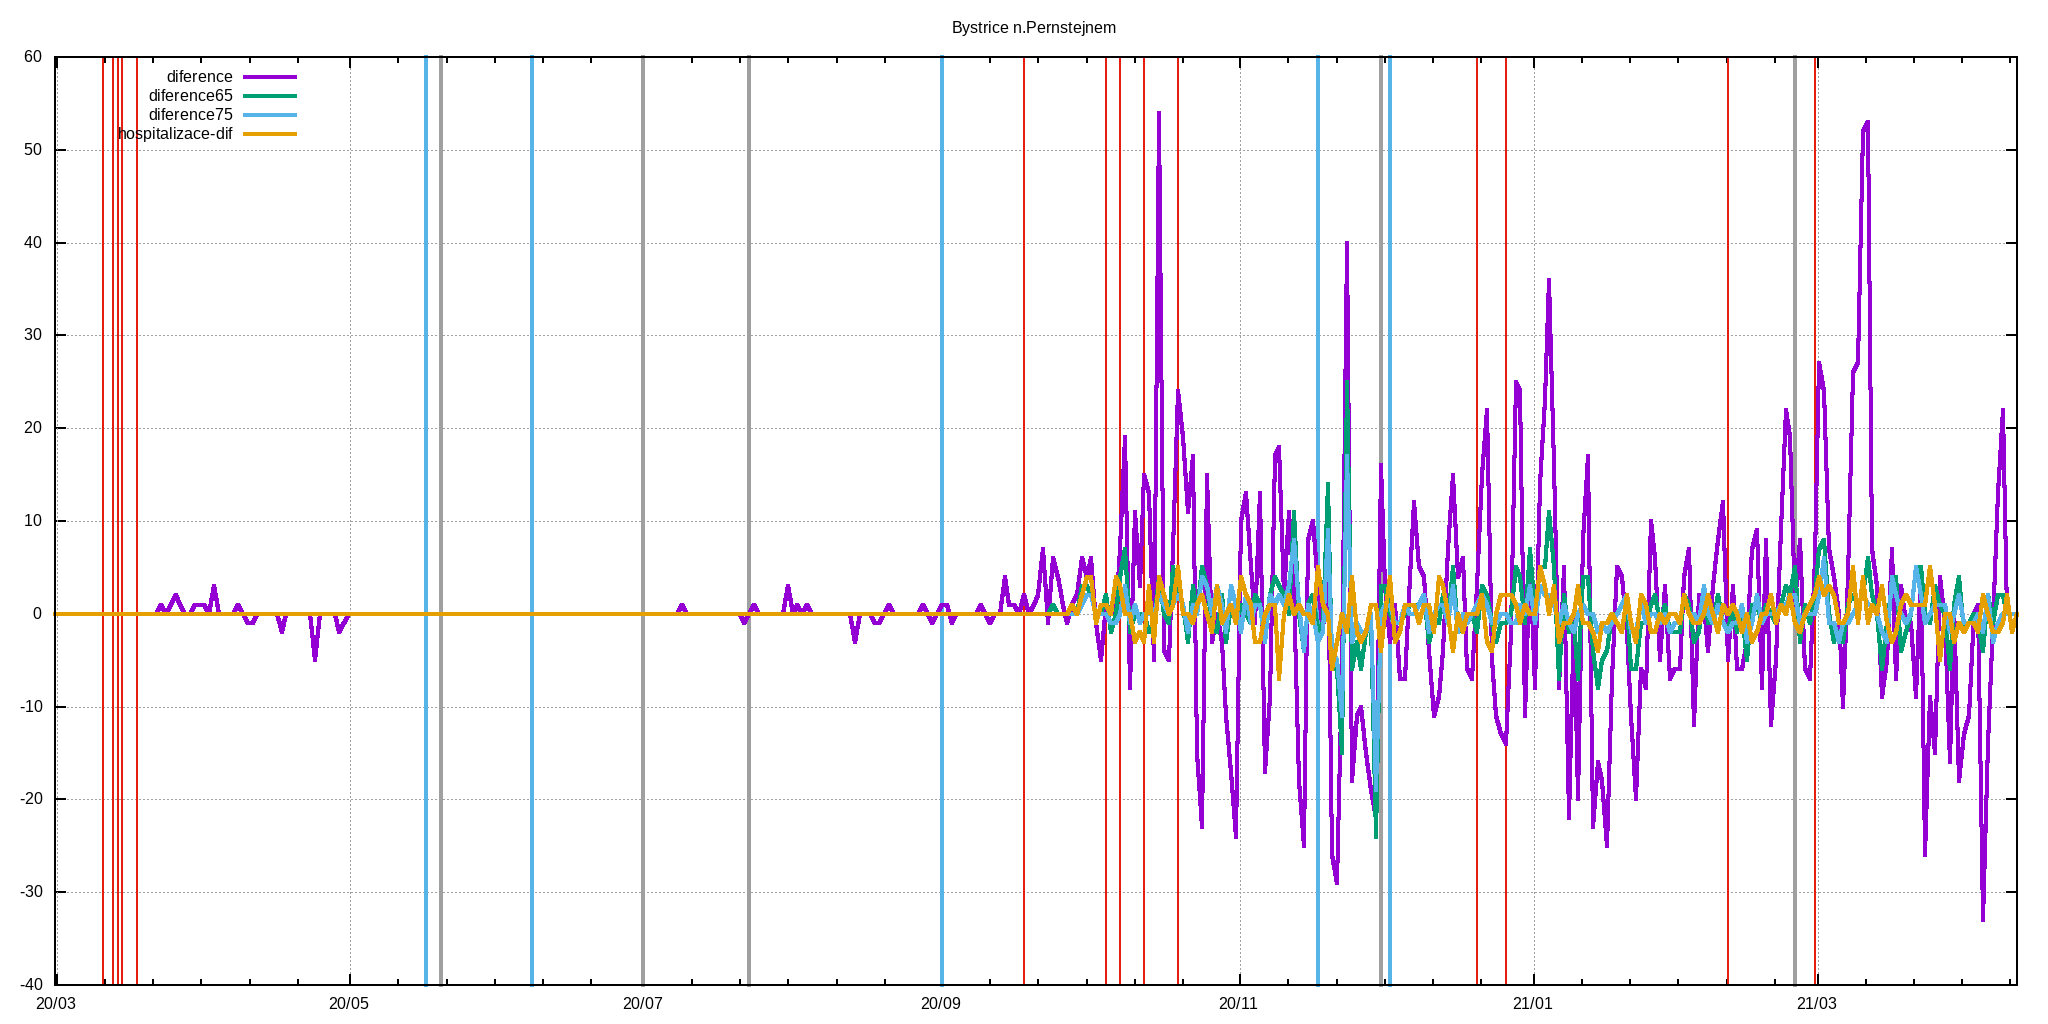 Bystrice n.Pernstejnem
60
50
40
30
20
10
0
-10
-20
-30
-40
diference
diference65
diference75
hospitalizace-dif
20/03 20/05 20/07 20/09 20/11 21/01 21/03